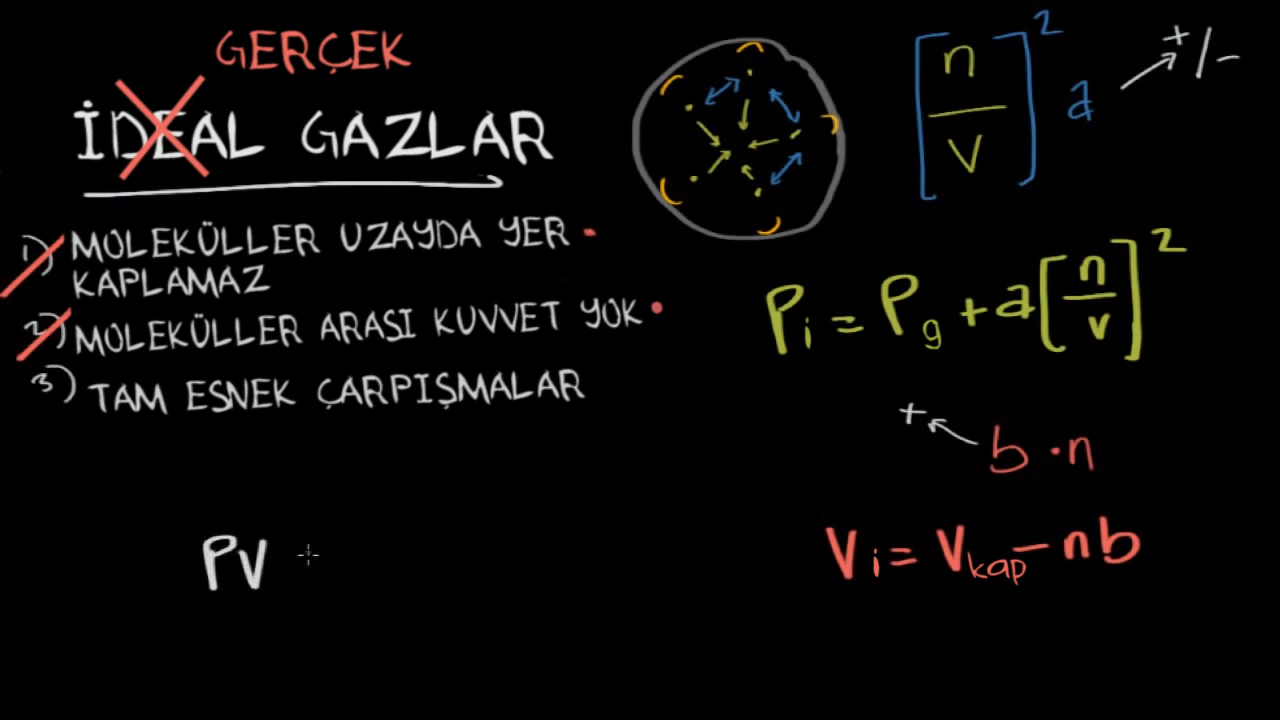 GERÇEK
İDEAL GAZLAR
1) MOLEKÜLLER UZAYDA YER
KAPLAMAZ
2) MOLEKÜLLER ARASI KUVVET YOK
3) TAM ESNEK ÇARPIŞMALAR
PV
[n/V]² a +/-
Pi = Pg + a[n/v]²
+ b·n
Vi = Vkap - nb